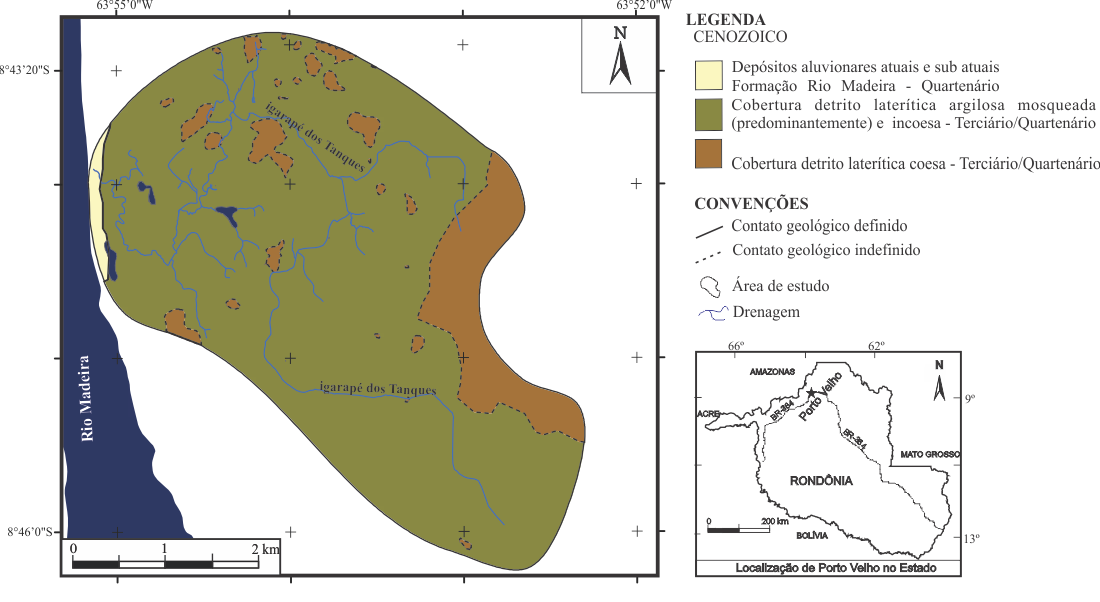 63°55'0"W
63°52'0"W
8°43'20"S
8°46'0"S
N
igarapé dos Tanques
igarapé dos Tanques
Rio Madeira
0 1 2 km
LEGENDA
CENOZOICO
Depósitos aluvionares atuais e sub atuais
Formação Rio Madeira - Quartenário
Cobertura detrito laterítica argilosa mosqueada
(predominantemente) e incoesa - Terciário/Quartenário
Cobertura detrito laterítica coesa - Terciário/Quartenário
CONVENÇÕES
Contato geológico definido
Contato geológico indefinido
Área de estudo
Drenagem
66º
62º
9º
13º
N
AMAZONAS
ACRE
Porto Velho
BR-364
BR-364
MATO GROSSO
RONDÔNIA
0 200 km
BOLÍVIA
Localização de Porto Velho no Estado